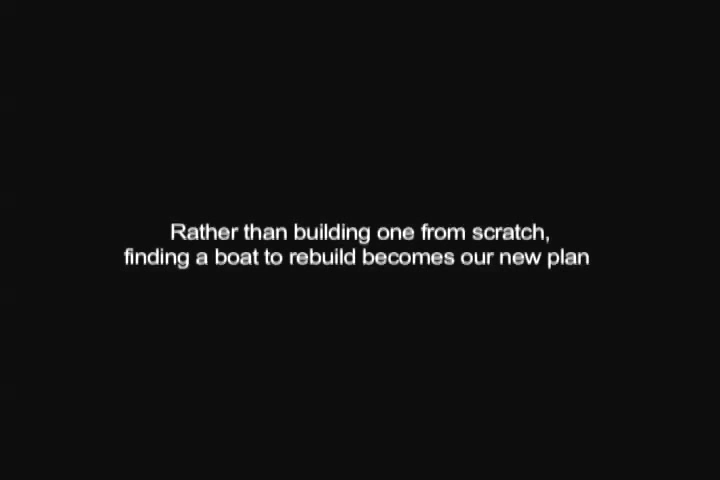 Rather than building one from scratch,
finding a boat to rebuild becomes our new plan